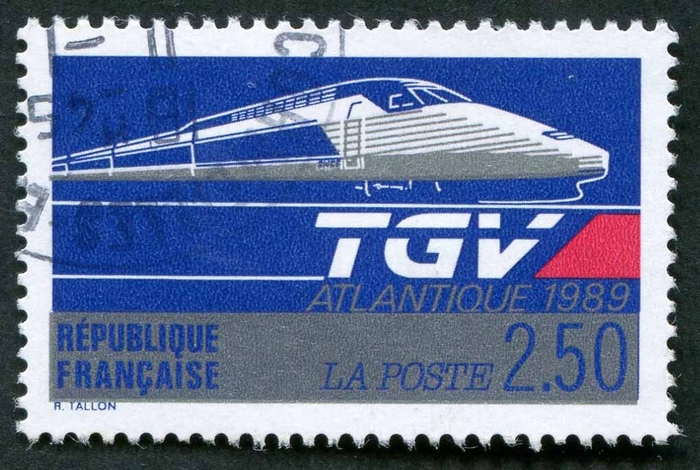 TGV
ATLANTIQUE 1989
RÉPUBLIQUE
FRANÇAISE
LA POSTE 2.50
R. TALLON